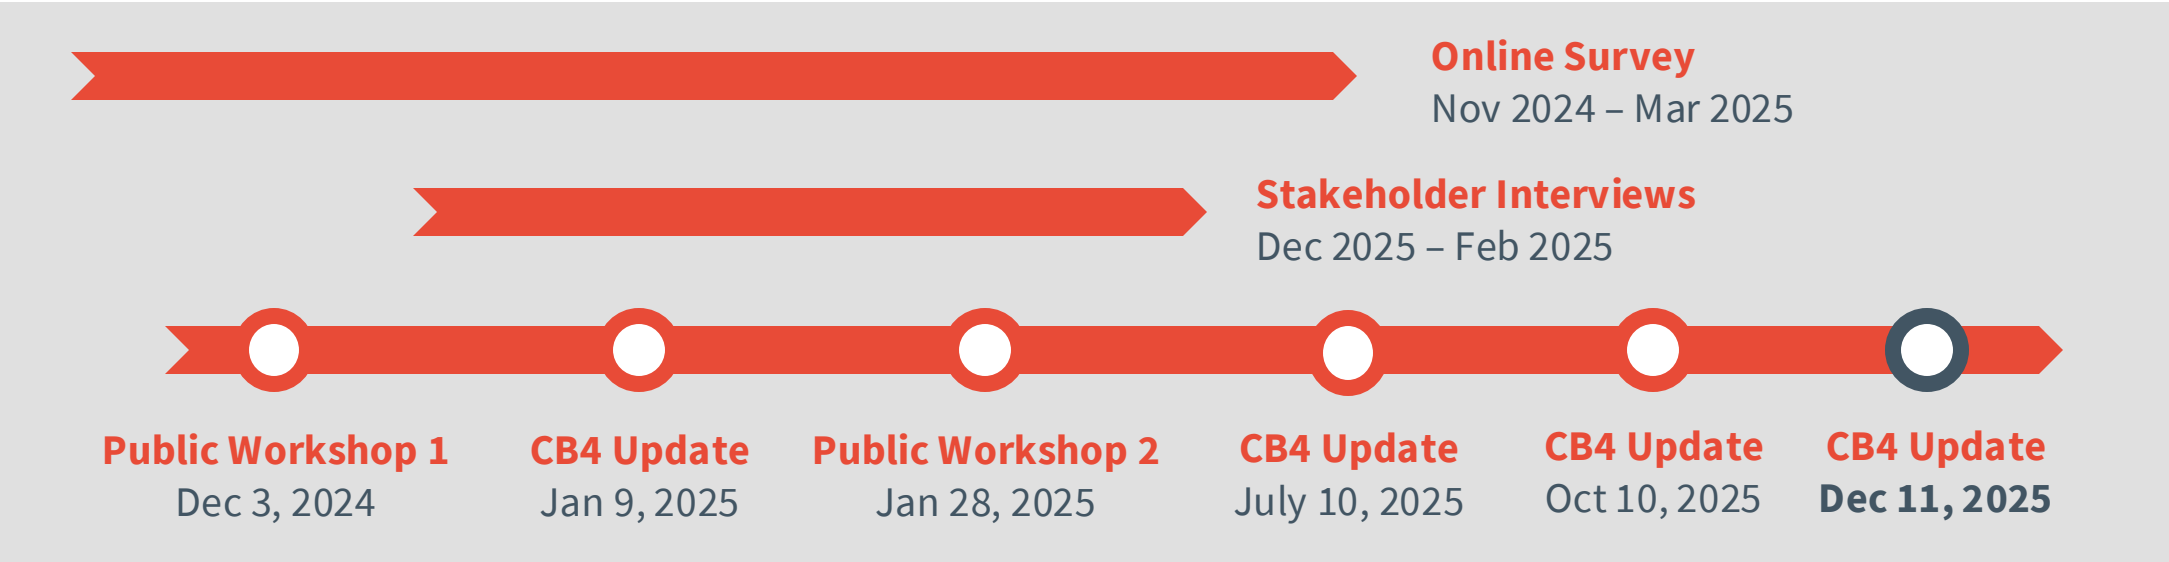 Online Survey
Nov 2024 – Mar 2025
Stakeholder Interviews
Dec 2025 – Feb 2025
Public Workshop 1
Dec 3, 2024
CB4 Update
Jan 9, 2025
Public Workshop 2
Jan 28, 2025
CB4 Update
July 10, 2025
CB4 Update
Oct 10, 2025
CB4 Update
Dec 11, 2025